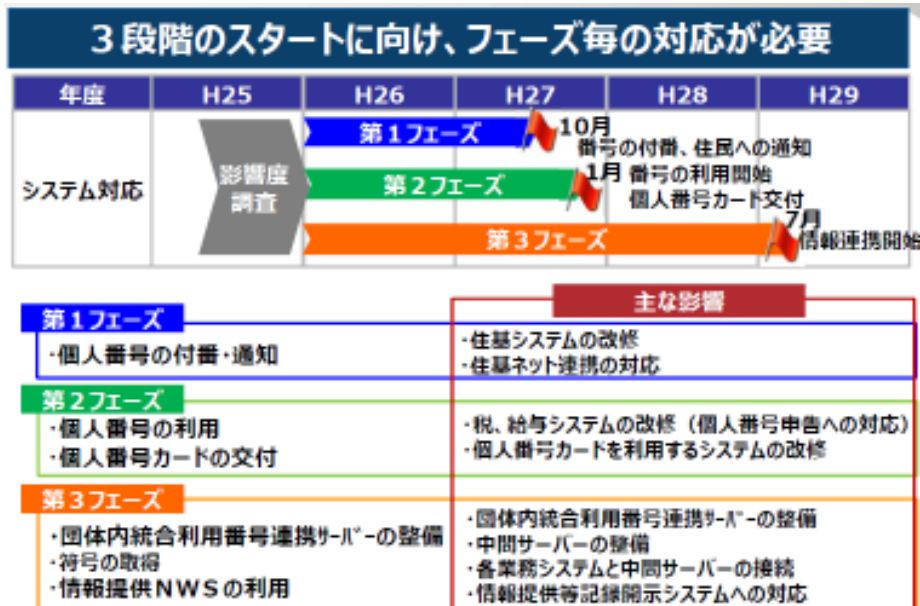 ３段階のスタートに向け、フェーズ毎の対応が必要
年度 H25 H26 H27 H28 H29
システム対応
影響度
調査
第１フェーズ
10月
番号の付番、住民への通知
第２フェーズ
1月 番号の利用開始
個人番号カード交付
第３フェーズ
7月
情報連携開始
主な影響
第１フェーズ
・個人番号の付番・通知
・住基システムの改修
・住基ネット連携の対応
第２フェーズ
・個人番号の利用
・個人番号カードの交付
・税、給与システムの改修（個人番号申告への対応）
・個人番号カードを利用するシステムの改修
第３フェーズ
・団体内統合利用番号連携ｻｰﾊﾞｰの整備
・符号の取得
・情報提供ＮＷＳの利用
・団体内統合利用番号連携ｻｰﾊﾞｰの整備
・中間サーバーの整備
・各業務システムと中間サーバーの接続
・情報提供等記録開示システムへの対応